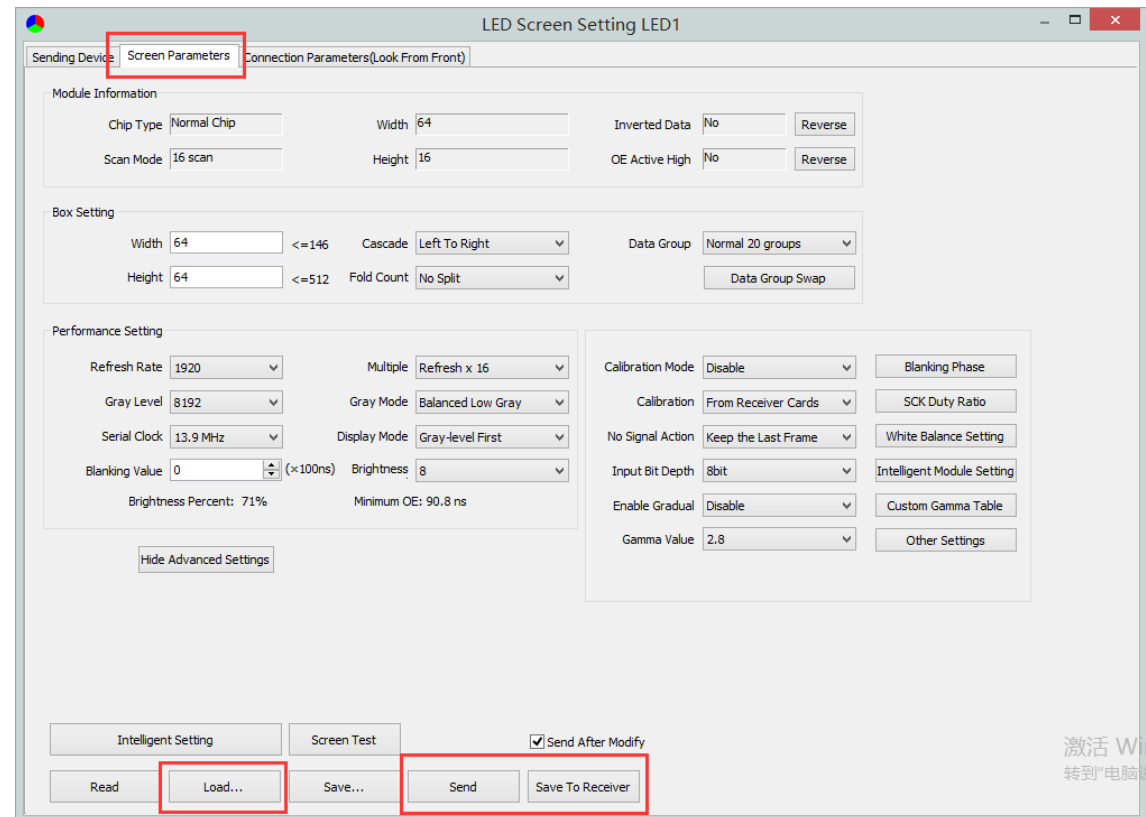 LED Screen Setting LED1
Sending Device Screen Parameters Connection Parameters(Look From Front)
Module Information
Chip Type Normal Chip Width 64 Inverted Data No Reverse
Scan Mode 16 scan Height 16 OE Active High No Reverse
Box Setting
Width 64 <=146 Cascade Left To Right Data Group Normal 20 groups
Height 64 <=512 Fold Count No Split Data Group Swap
Performance Setting
Refresh Rate 1920 Multiple Refresh x 16 Calibration Mode Disable Blanking Phase
Gray Level 8192 Gray Mode Balanced Low Gray Calibration From Receiver Cards SCK Duty Ratio
Serial Clock 13.9 MHz Display Mode Gray-level First No Signal Action Keep the Last Frame White Balance Setting
Blanking Value 0 (×100ns) Brightness 8 Input Bit Depth 8bit Intelligent Module Setting
Brightness Percent: 71% Minimum OE: 90.8 ns Enable Gradual Disable Custom Gamma Table
Gamma Value 2.8 Other Settings
Hide Advanced Settings
Intelligent Setting Screen Test Send After Modify
激活 Wi
Read Load... Save... Send Save To Receiver
转到"电脑